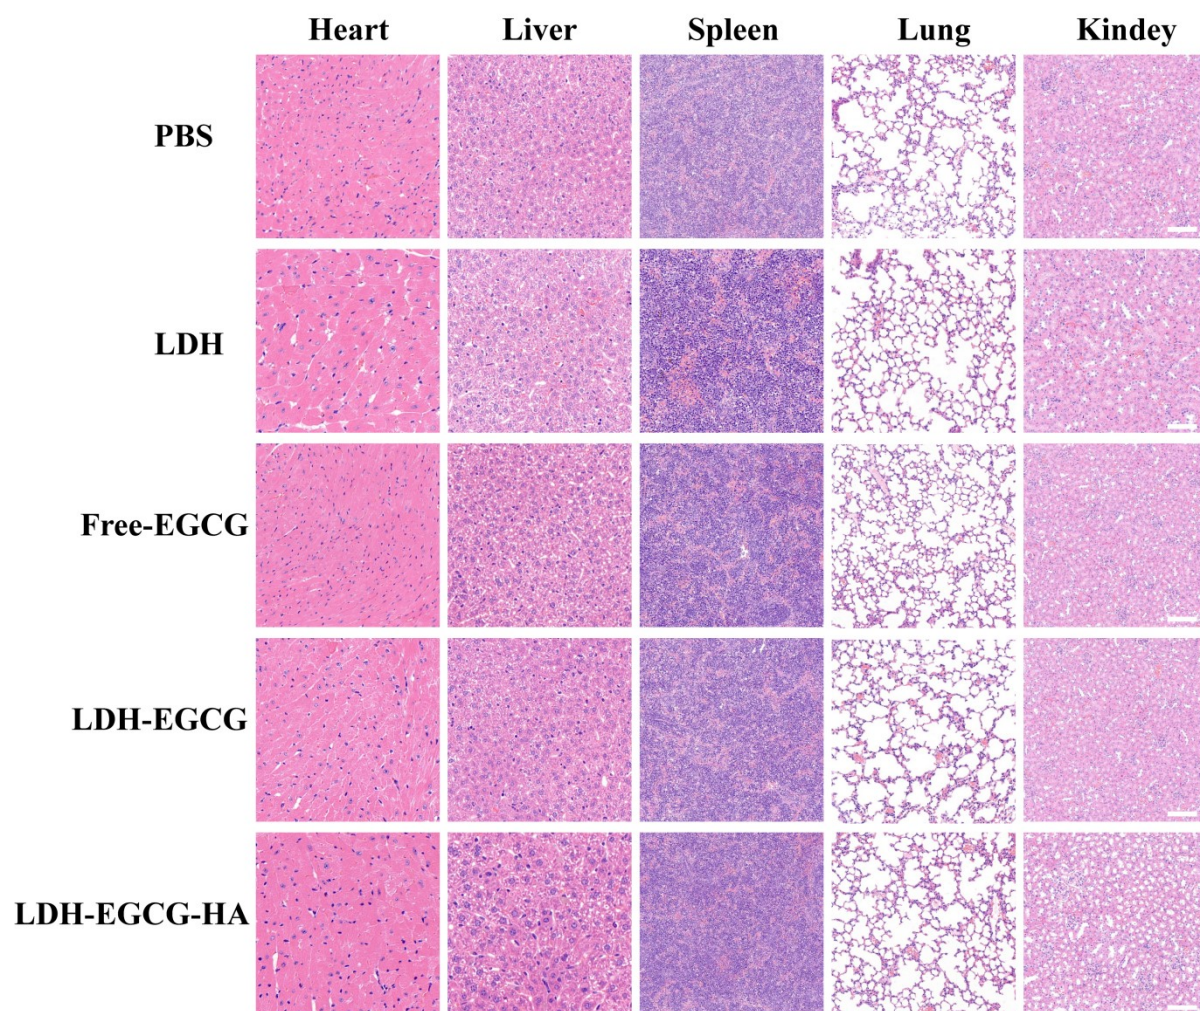 Heart Liver Spleen Lung Kindey
PBS
LDH
Free-EGCG
LDH-EGCG
LDH-EGCG-HA